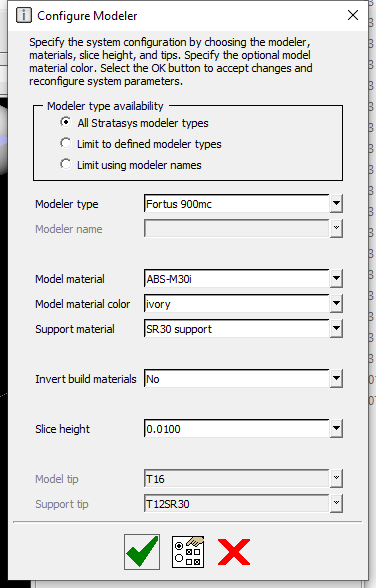 Configure Modeler
Specify the system configuration by choosing the modeler,
materials, slice height, and tips. Specify the optional model
material color. Select the OK button to accept changes and
reconfigure system parameters.
Modeler type availability
All Stratasys modeler types
Limit to defined modeler types
Limit using modeler names
Modeler type Fortus 900mc
Modeler name
Model material ABS-M30i
Model material color ivory
Support material SR30 support
Invert build materials No
Slice height 0.0100
Model tip T16
Support tip T12SR30